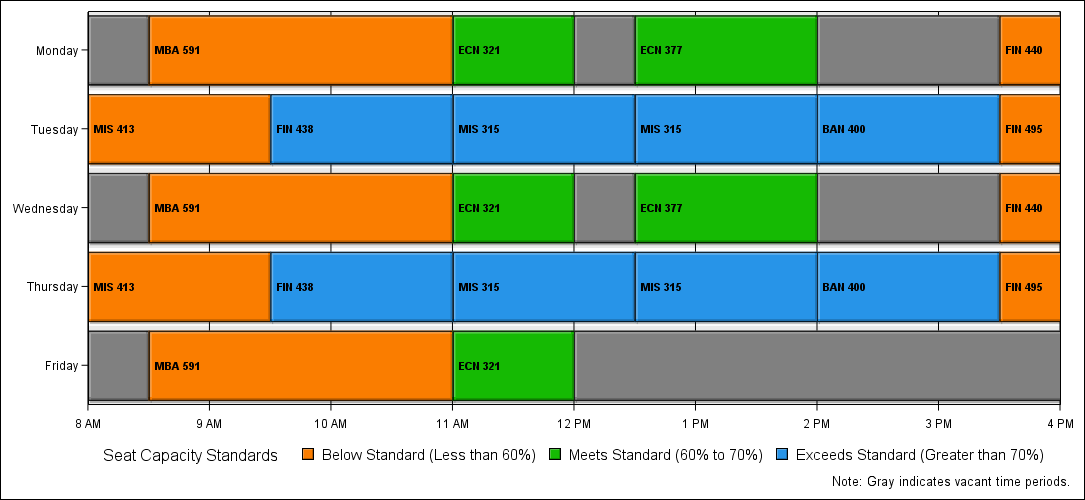 Monday MBA 591 ECN 321 ECN 377 FIN 440
Tuesday MIS 413 FIN 438 MIS 315 MIS 315 BAN 400 FIN 495
Wednesday MBA 591 ECN 321 ECN 377 FIN 440
Thursday MIS 413 FIN 438 MIS 315 MIS 315 BAN 400 FIN 495
Friday MBA 591 ECN 321
8 AM 9 AM 10 AM 11 AM 12 PM 1 PM 2 PM 3 PM 4 PM
Seat Capacity Standards Below Standard (Less than 60%) Meets Standard (60% to 70%) Exceeds Standard (Greater than 70%)
Note: Gray indicates vacant time periods.